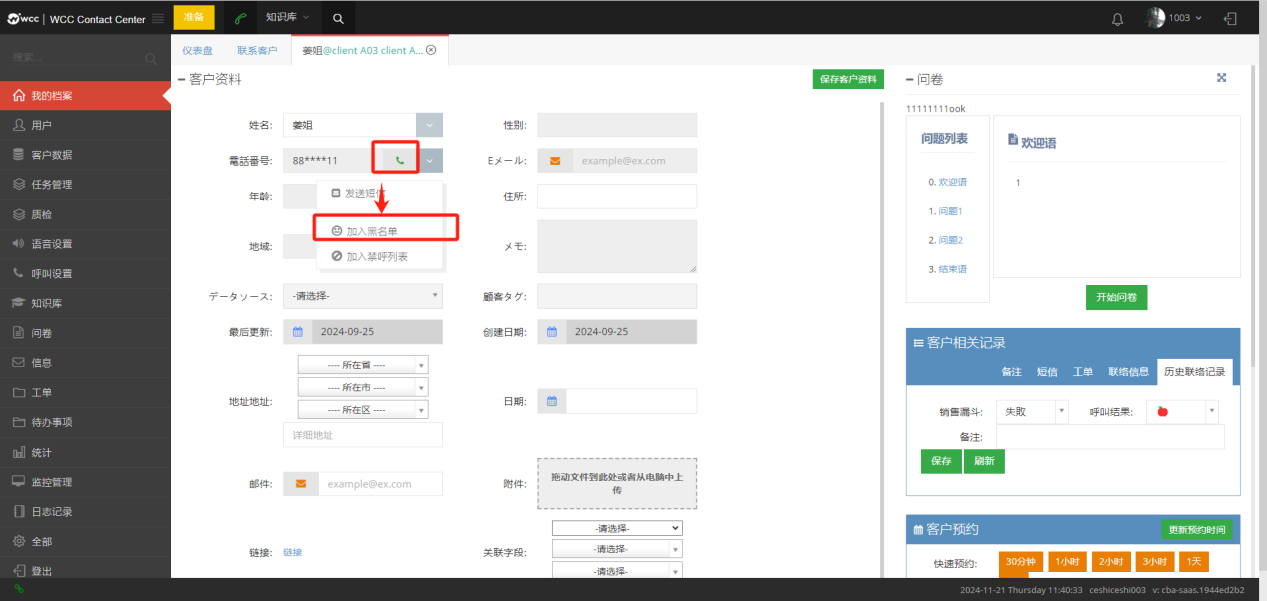 wcc | WCC Contact Center
准备
知识库
1003
搜索...
我的档案
用户
客户数据
任务管理
质检
语音设置
呼叫设置
知识库
问卷
信息
工单
待办事项
统计
监控管理
日志记录
全部
登出
仪表盘
联系客户
姜姐@client A03 client A...
客户资料
保存客户资料
姓名:
姜姐
性别:
電話番号:
88****11
Eメール:
example@ex.com
发送短信
加入黑名单
加入禁呼列表
年齢:
住所:
地域:
メモ:
データソース:
-请选择-
顧客タグ:
最后更新:
2024-09-25
创建日期:
2024-09-25
地址地址:
---- 所在省 ----
---- 所在市 ----
---- 所在区 ----
详细地址
日期:
邮件:
example@ex.com
附件:
拖动文件到此处或者从电脑中上
传
链接:
链接
关联字段:
-请选择-
-请选择-
-请选择-
问卷
11111111ook
问题列表
0. 欢迎语
1. 问题1
2. 问题2
3. 结束语
欢迎语
1
开始问卷
客户相关记录
备注
短信
工单
联络信息
历史联络记录
销售漏斗:
失败
呼叫结果:
备注:
保存
刷新
客户预约
更新预约时间
快速预约:
30分钟
1小时
2小时
3小时
1天
2024-11-21 Thursday 11:40:33 ceshiceshi003 v: cba-saas.1944ed2b2